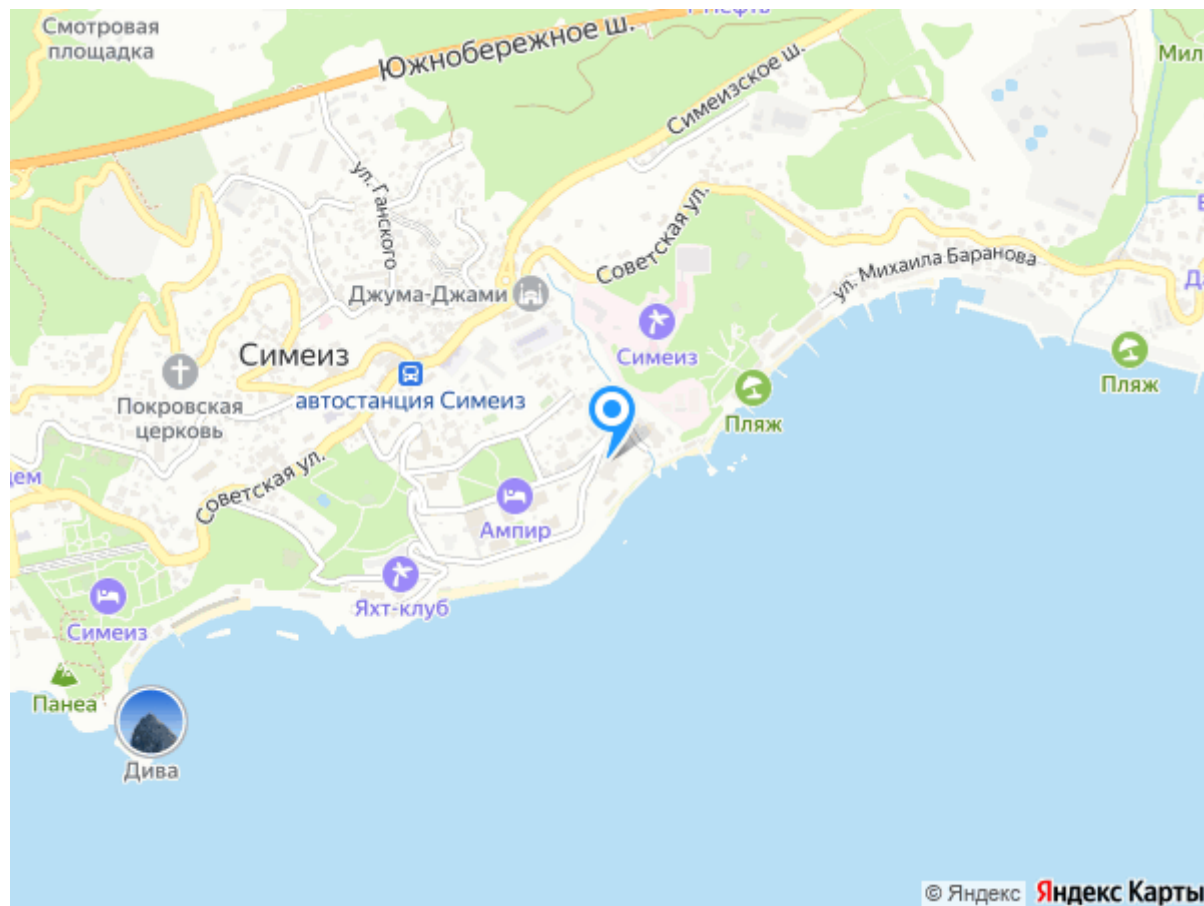 Смотровая
площадка
Южнобережное ш.
Симеизское ш.
ул. Ганского
Советская ул.
ул. Михаила Баранова
Джума-Джами
Симеиз
Симеиз
Покровская
церковь
автостанция Симеиз
Пляж
Пляж
Советская ул.
Ампир
Яхт-клуб
Симеиз
Панеа
Дива
© Яндекс
Яндекс Карты